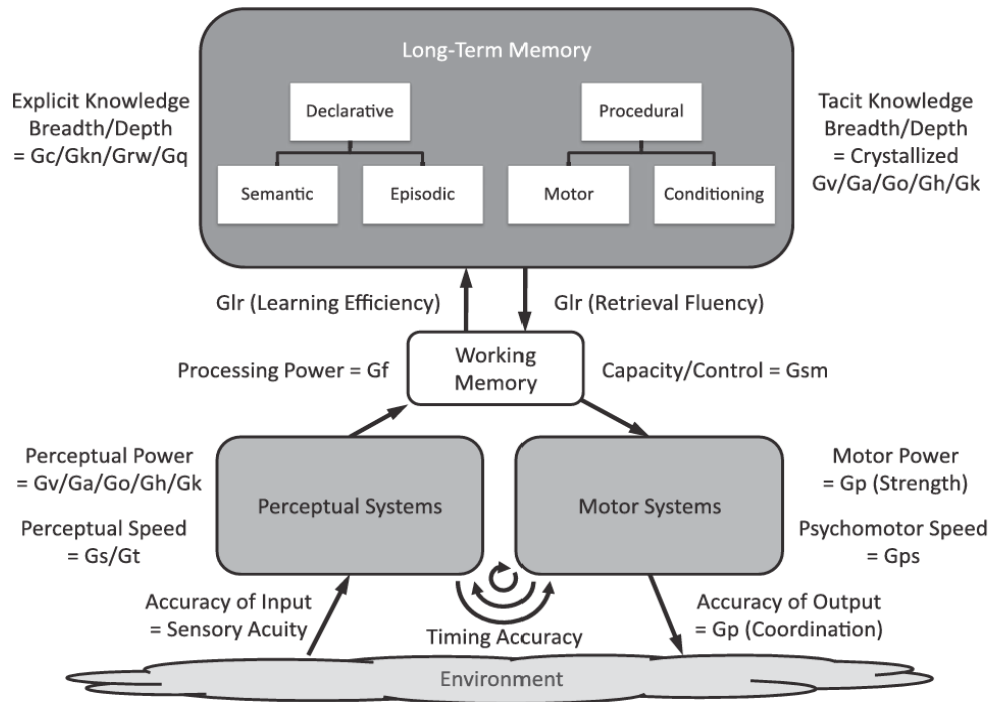 Long-Term Memory
Explicit Knowledge
Breadth/Depth
= Gc/Gkn/Grw/Gq
Declarative
Procedural
Tacit Knowledge
Breadth/Depth
= Crystallized
Gv/Ga/Go/Gh/Gk
Semantic
Episodic
Motor
Conditioning
Glr (Learning Efficiency)
Glr (Retrieval Fluency)
Processing Power = Gf
Working
Memory
Capacity/Control = Gsm
Perceptual Power
= Gv/Ga/Go/Gh/Gk
Perceptual Speed
= Gs/Gt
Perceptual Systems
Motor Systems
Motor Power
= Gp (Strength)
Psychomotor Speed
= Gps
Accuracy of Input
= Sensory Acuity
Timing Accuracy
Accuracy of Output
= Gp (Coordination)
Environment